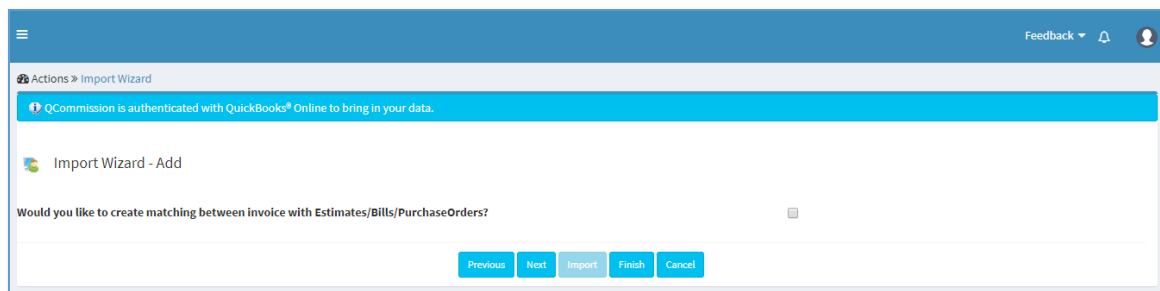 Feedback
Actions » Import Wizard
QCommission is authenticated with QuickBooks® Online to bring in your data.
Import Wizard - Add
Would you like to create matching between invoice with Estimates/Bills/PurchaseOrders?
Previous Next Import Finish Cancel